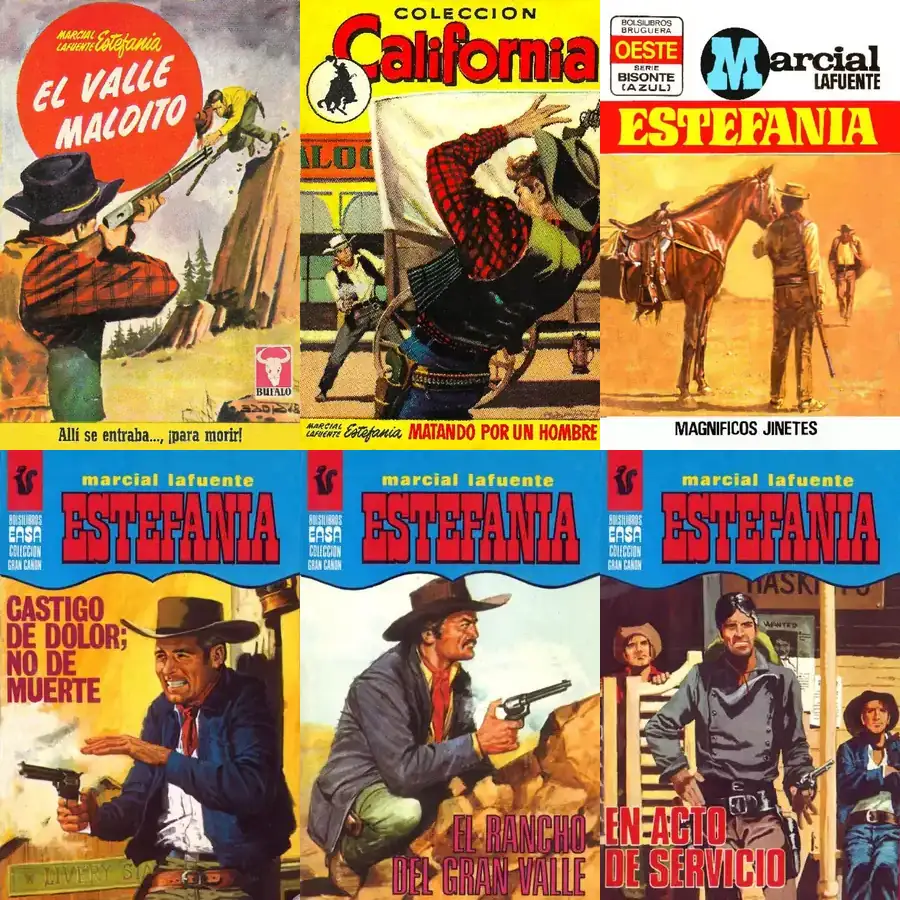 MARCIAL
LAFUENTE Estefanía
EL VALLE
MALDITO
BUFALO
Allí se entraba..., ¡para morir!
COLECCION
California
ALOO
MARCIAL
LAFUENTE Estefanía MATANDO POR UN HOMBRE
BOLSILIBROS
BRUGUERA
OESTE
SERIE
BISONTE
(AZUL)
Marcial
LAFUENTE
ESTEFANIA
MAGNIFICOS JINETES
marcial lafuente
ESTEFANIA
BOLSILIBROS
EASA
COLECCION
GRAN CAÑON
CASTIGO
DE DOLOR;
NO DE
MUERTE
LIVERY STA
marcial lafuente
ESTEFANIA
BOLSILIBROS
EASA
COLECCION
GRAN CAÑON
EL RANCHO
DEL GRAN VALLE
marcial lafuente
ESTEFANIA
BOLSILIBROS
EASA
COLECCION
GRAN CAÑON
WANTED
EN ACTO
DE SERVICIO